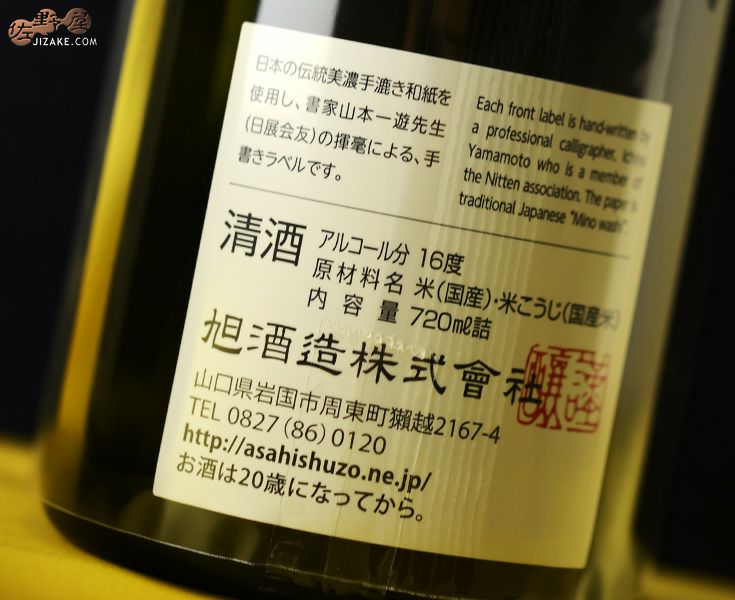 佐野屋
JIZAKE.COM
日本の伝統美濃手漉き和紙を
使用し、書家山本一遊先生
(日展会友)の揮毫による、手
書きラベルです。
Each front label is hand-written by
a professional calligrapher,
Yamamoto who is a member of
the Nitten association. The paper is
traditional Japanese "Mino washi".
清酒
アルコール分 16度
原材料名 米(国産)・米こうじ(国産米)
内容量 720ml詰
旭酒造株式會社
山口県岩国市周東町獺越2167-4
TEL 0827(86)0120
http://asahishuzo.ne.jp/
お酒は20歳になってから。